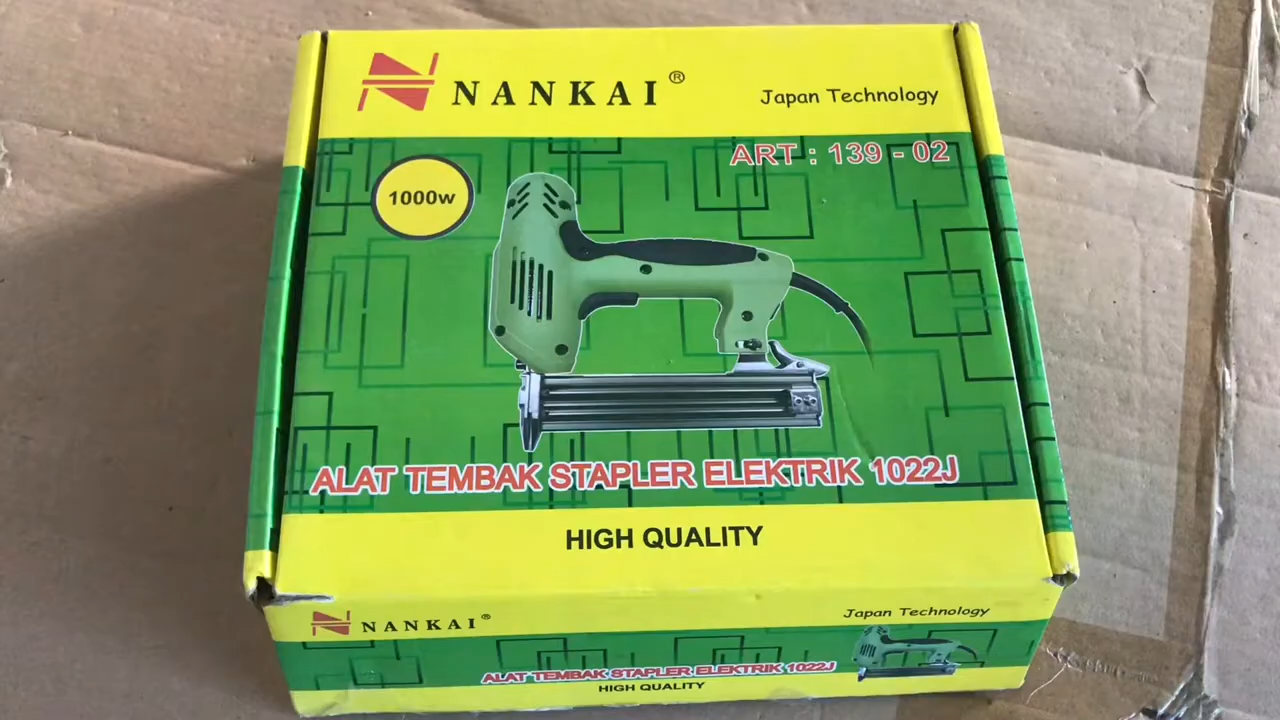 NANKAI®
Japan Technology
ART : 139 - 02
1000w
ALAT TEMBAK STAPLER ELEKTRIK 1022J
HIGH QUALITY
NANKAI®
Japan Technology
ALAT TEMBAK STAPLER ELEKTRIK 1022J
HIGH QUALITY